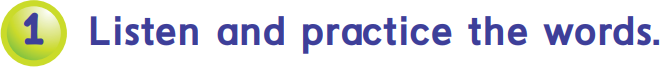 1 Listen and practice the words.